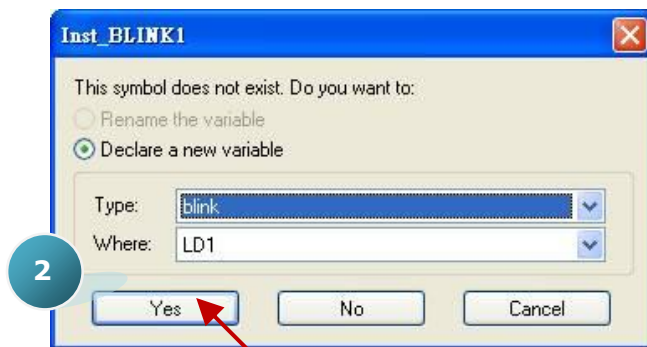 Inst_BLINK1
This symbol does not exist. Do you want to:
Rename the variable
Declare a new variable
Type: blink
Where: LD1
2
Yes No Cancel